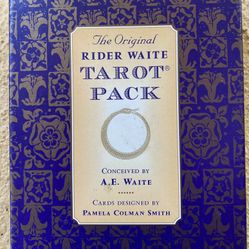 The Original
RIDER WAITE
TAROT®
PACK
CONCEIVED BY
A.E. WAITE
CARDS DESIGNED BY
PAMELA COLMAN SMITH